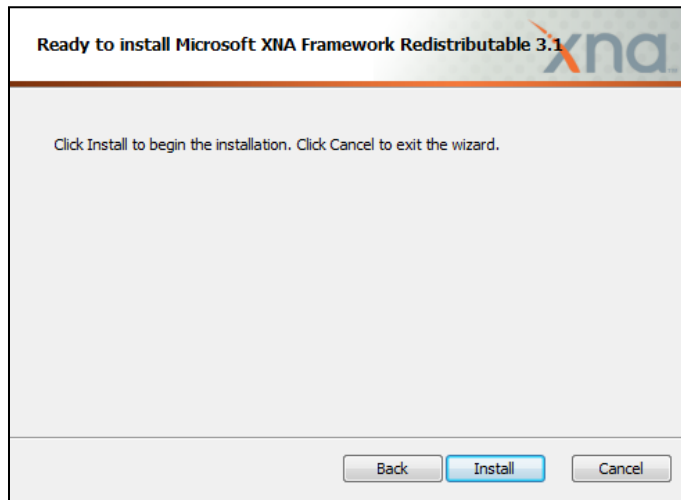 Ready to install Microsoft XNA Framework Redistributable 3.1
xna
Click Install to begin the installation. Click Cancel to exit the wizard.
Back Install Cancel